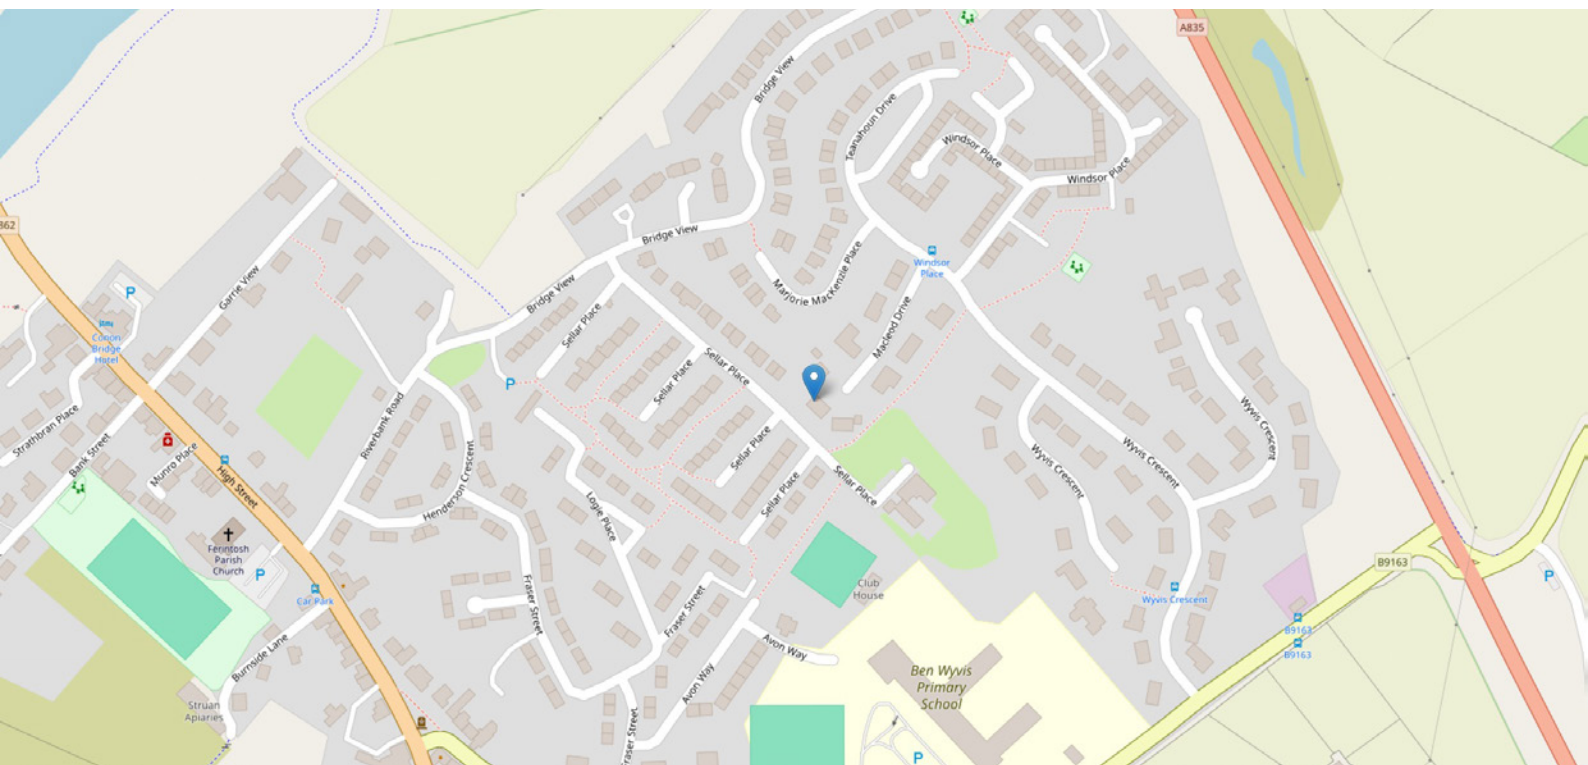 A835
Bridge View
Teanahoun Drive
Windsor Place
Windsor Place
862
Bridge View
Windsor
Place
Garrie View
Marjorie MacKenzie Place
Bridge View
P
Macleod Drive
Sellar Place
Conon
Bridge
Hotel
Sellar Place
P
Sellar Place
Strathbran Place
Riverbank Road
Wyvis Crescent
Bank Street
Munro Place
High Street
Henderson Crescent
Sellar Place
Wyvis Crescent
Wyvis Crescent
Sellar Place
Sellar Place
Logie Place
Ferintosh
Parish
Church
P
B9163
P
Club
House
Car Park
Fraser Street
Fraser Street
Wyvis Crescent
B9163
B9163
Burnside Lane
Avon Way
Avon Way
Ben Wyvis
Primary
School
Struan
Apiaries
Fraser Street
P